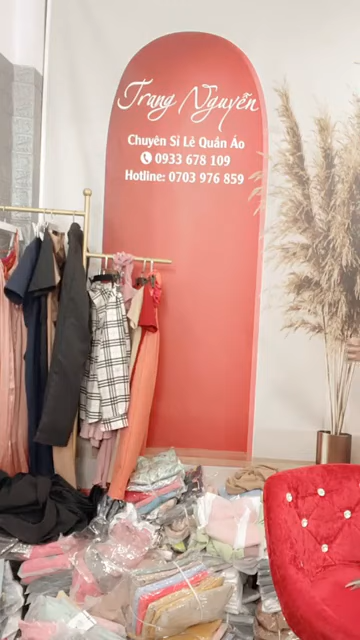 Trang Nguyễn
Chuyên Sỉ Lẻ Quần Áo
0933 678 109
Hotline: 0703 976 859